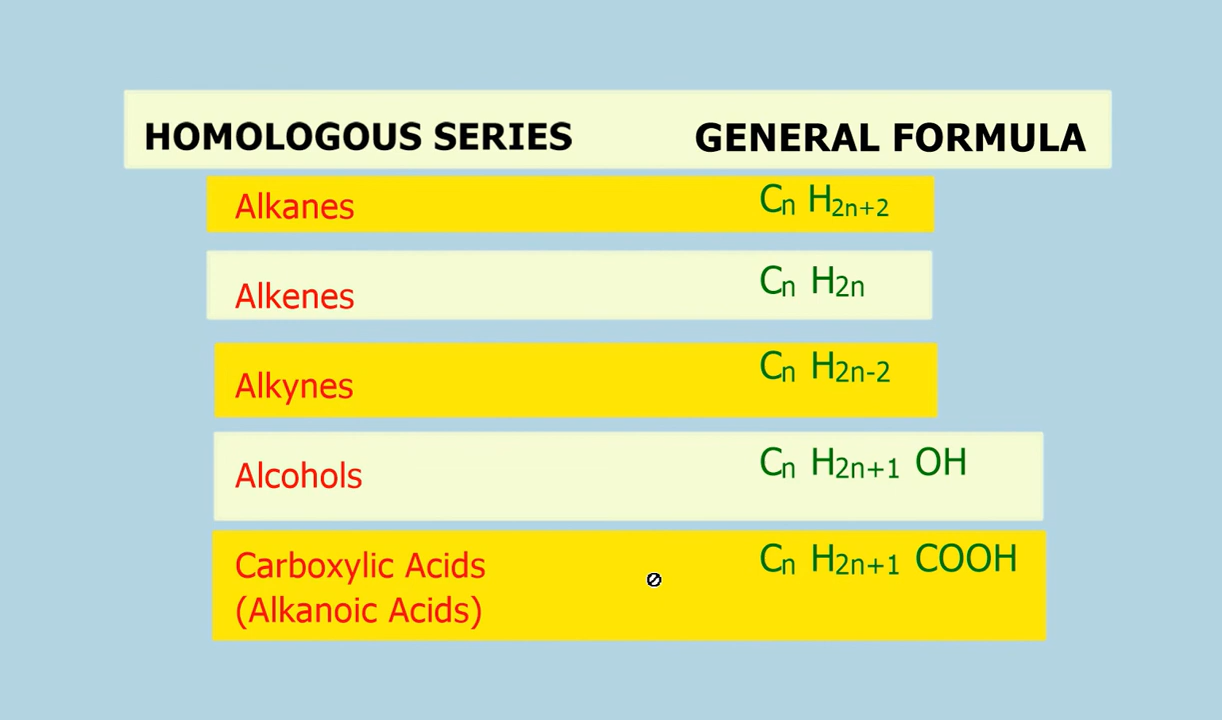 HOMOLOGOUS SERIES GENERAL FORMULA
Alkanes Cn H2n+2
Alkenes Cn H2n
Alkynes Cn H2n-2
Alcohols Cn H2n+1 OH
Carboxylic Acids Cn H2n+1 COOH
(Alkanoic Acids)